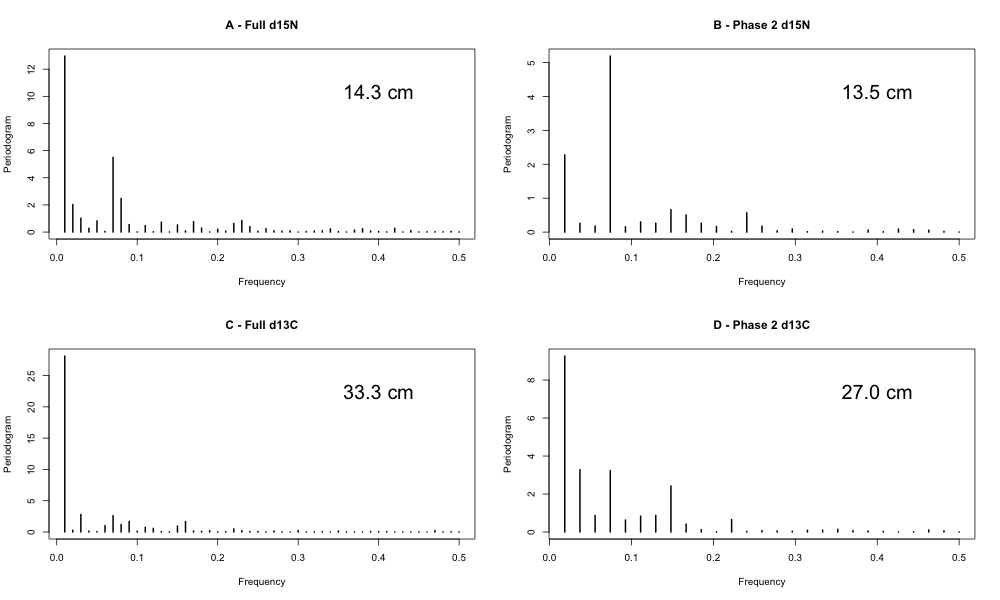 A - Full d15N
14.3 cm
Periodogram
0 2 4 6 8 10 12
0.0 0.1 0.2 0.3 0.4 0.5
Frequency
B - Phase 2 d15N
13.5 cm
Periodogram
0 1 2 3 4 5
0.0 0.1 0.2 0.3 0.4 0.5
Frequency
C - Full d13C
33.3 cm
Periodogram
0 5 10 15 20 25
0.0 0.1 0.2 0.3 0.4 0.5
Frequency
D - Phase 2 d13C
27.0 cm
Periodogram
0 2 4 6 8
0.0 0.1 0.2 0.3 0.4 0.5
Frequency